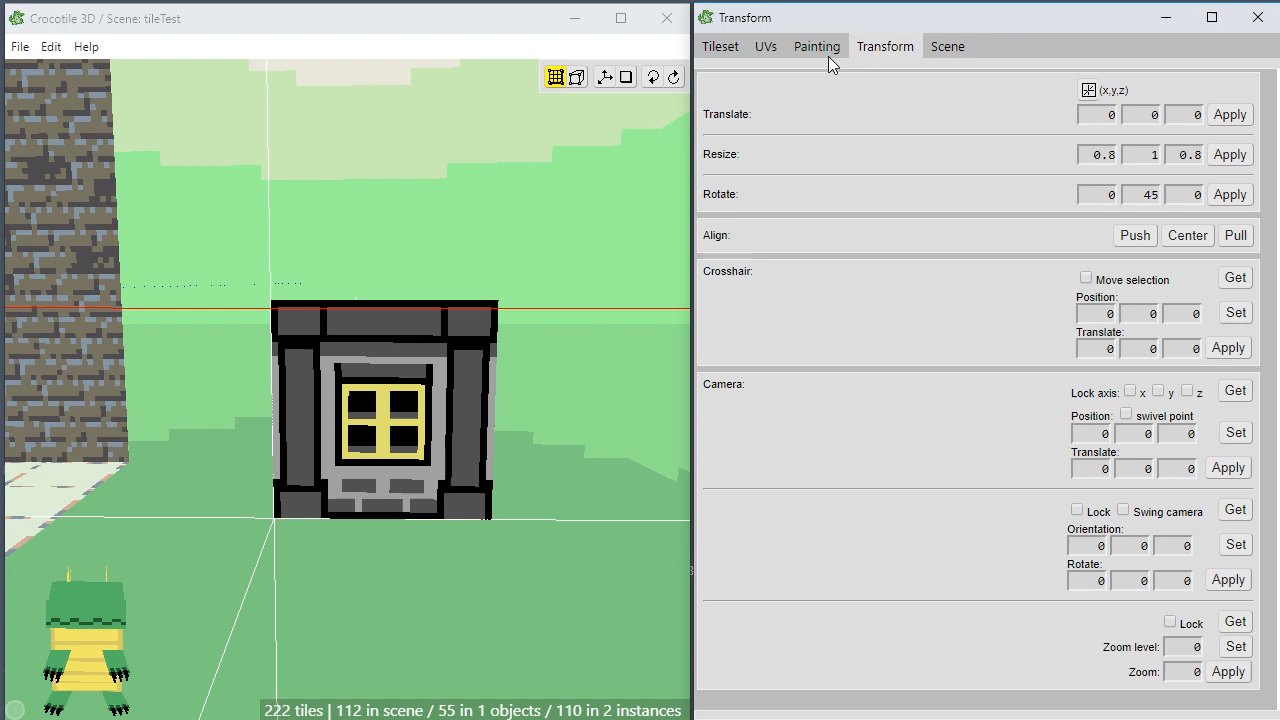 Crocotile 3D / Scene: tileTest
File Edit Help
222 tiles | 112 in scene / 55 in 1 objects / 110 in 2 instances
Transform
Tileset UVs Painting Transform Scene
(x,y,z)
Translate: 0 0 0 Apply
Resize: 0.8 1 0.8 Apply
Rotate: 0 45 0 Apply
Align: Push Center Pull
Crosshair: Move selection Get
Position:
0 0 0 Set
Translate:
0 0 0 Apply
Camera: Lock axis: x y z Get
Position: swivel point
0 0 0 Set
Translate:
0 0 0 Apply
Lock Swing camera Get
Orientation:
0 0 0 Set
Rotate:
0 0 0 Apply
Lock Get
Zoom level: 0 Set
Zoom: 0 Apply